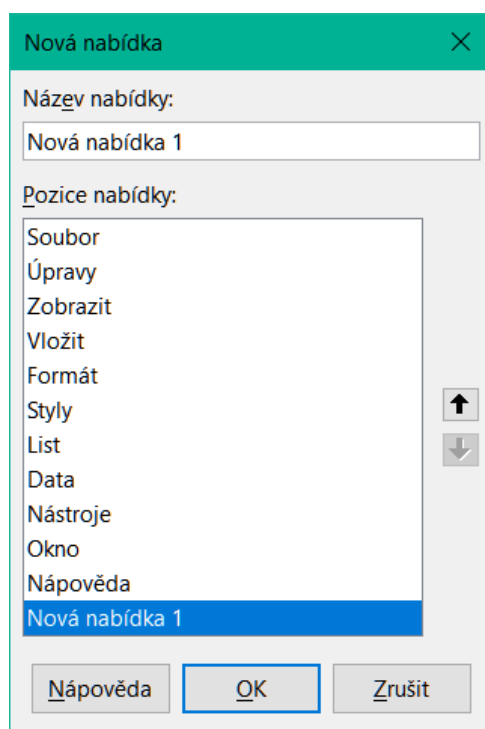 Nová nabídka
Název nabídky:
Nová nabídka 1
Pozice nabídky:
Soubor
Úpravy
Zobrazit
Vložit
Formát
Styly
List
Data
Nástroje
Okno
Nápověda
Nová nabídka 1
Nápověda OK Zrušit